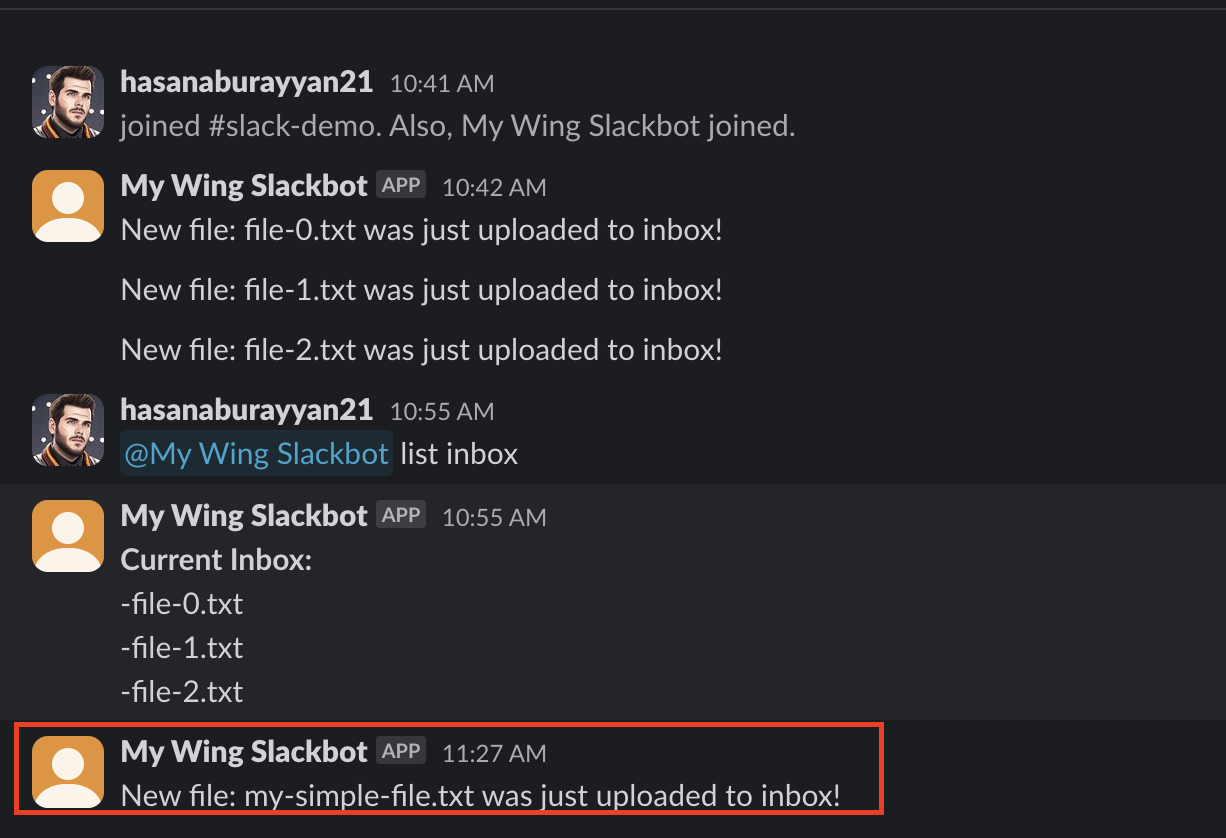 hasanaburayyan21 10:41 AM
joined #slack-demo. Also, My Wing Slackbot joined.
My Wing Slackbot APP 10:42 AM
New file: file-0.txt was just uploaded to inbox!
New file: file-1.txt was just uploaded to inbox!
New file: file-2.txt was just uploaded to inbox!
hasanaburayyan21 10:55 AM
@My Wing Slackbot list inbox
My Wing Slackbot APP 10:55 AM
Current Inbox:
-file-0.txt
-file-1.txt
-file-2.txt
My Wing Slackbot APP 11:27 AM
New file: my-simple-file.txt was just uploaded to inbox!